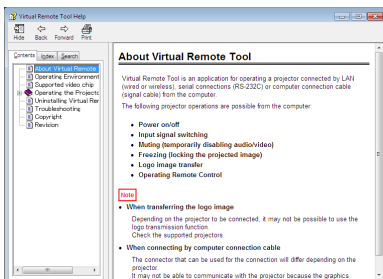 Virtual Remote Tool Help
Hide Back Forward Print
Contents Index Search
About Virtual Remote
Operating Environment
Supported video chip
Operating the Projecto
Uninstalling Virtual Rer
Troubleshooting
Copyright
Revision
About Virtual Remote Tool
Virtual Remote Tool is an application for operating a projector connected by LAN
(wired or wireless), serial connections (RS-232C) or computer connection cable
(signal cable) from the computer.
The following projector operations are possible from the computer:
• Power on/off
• Input signal switching
• Muting (temporarily disabling audio/video)
• Freezing (locking the projected image)
• Logo image transfer
• Operating Remote Control
Note
• When transferring the logo image
Depending on the projector to be connected, it may not be possible to use the
logo transmission function.
Check the supported projectors.
• When connecting by computer connection cable
The connector that can be used for the connection will differ depending on the
projector.
It may not be able to communicate with the projector because the graphics